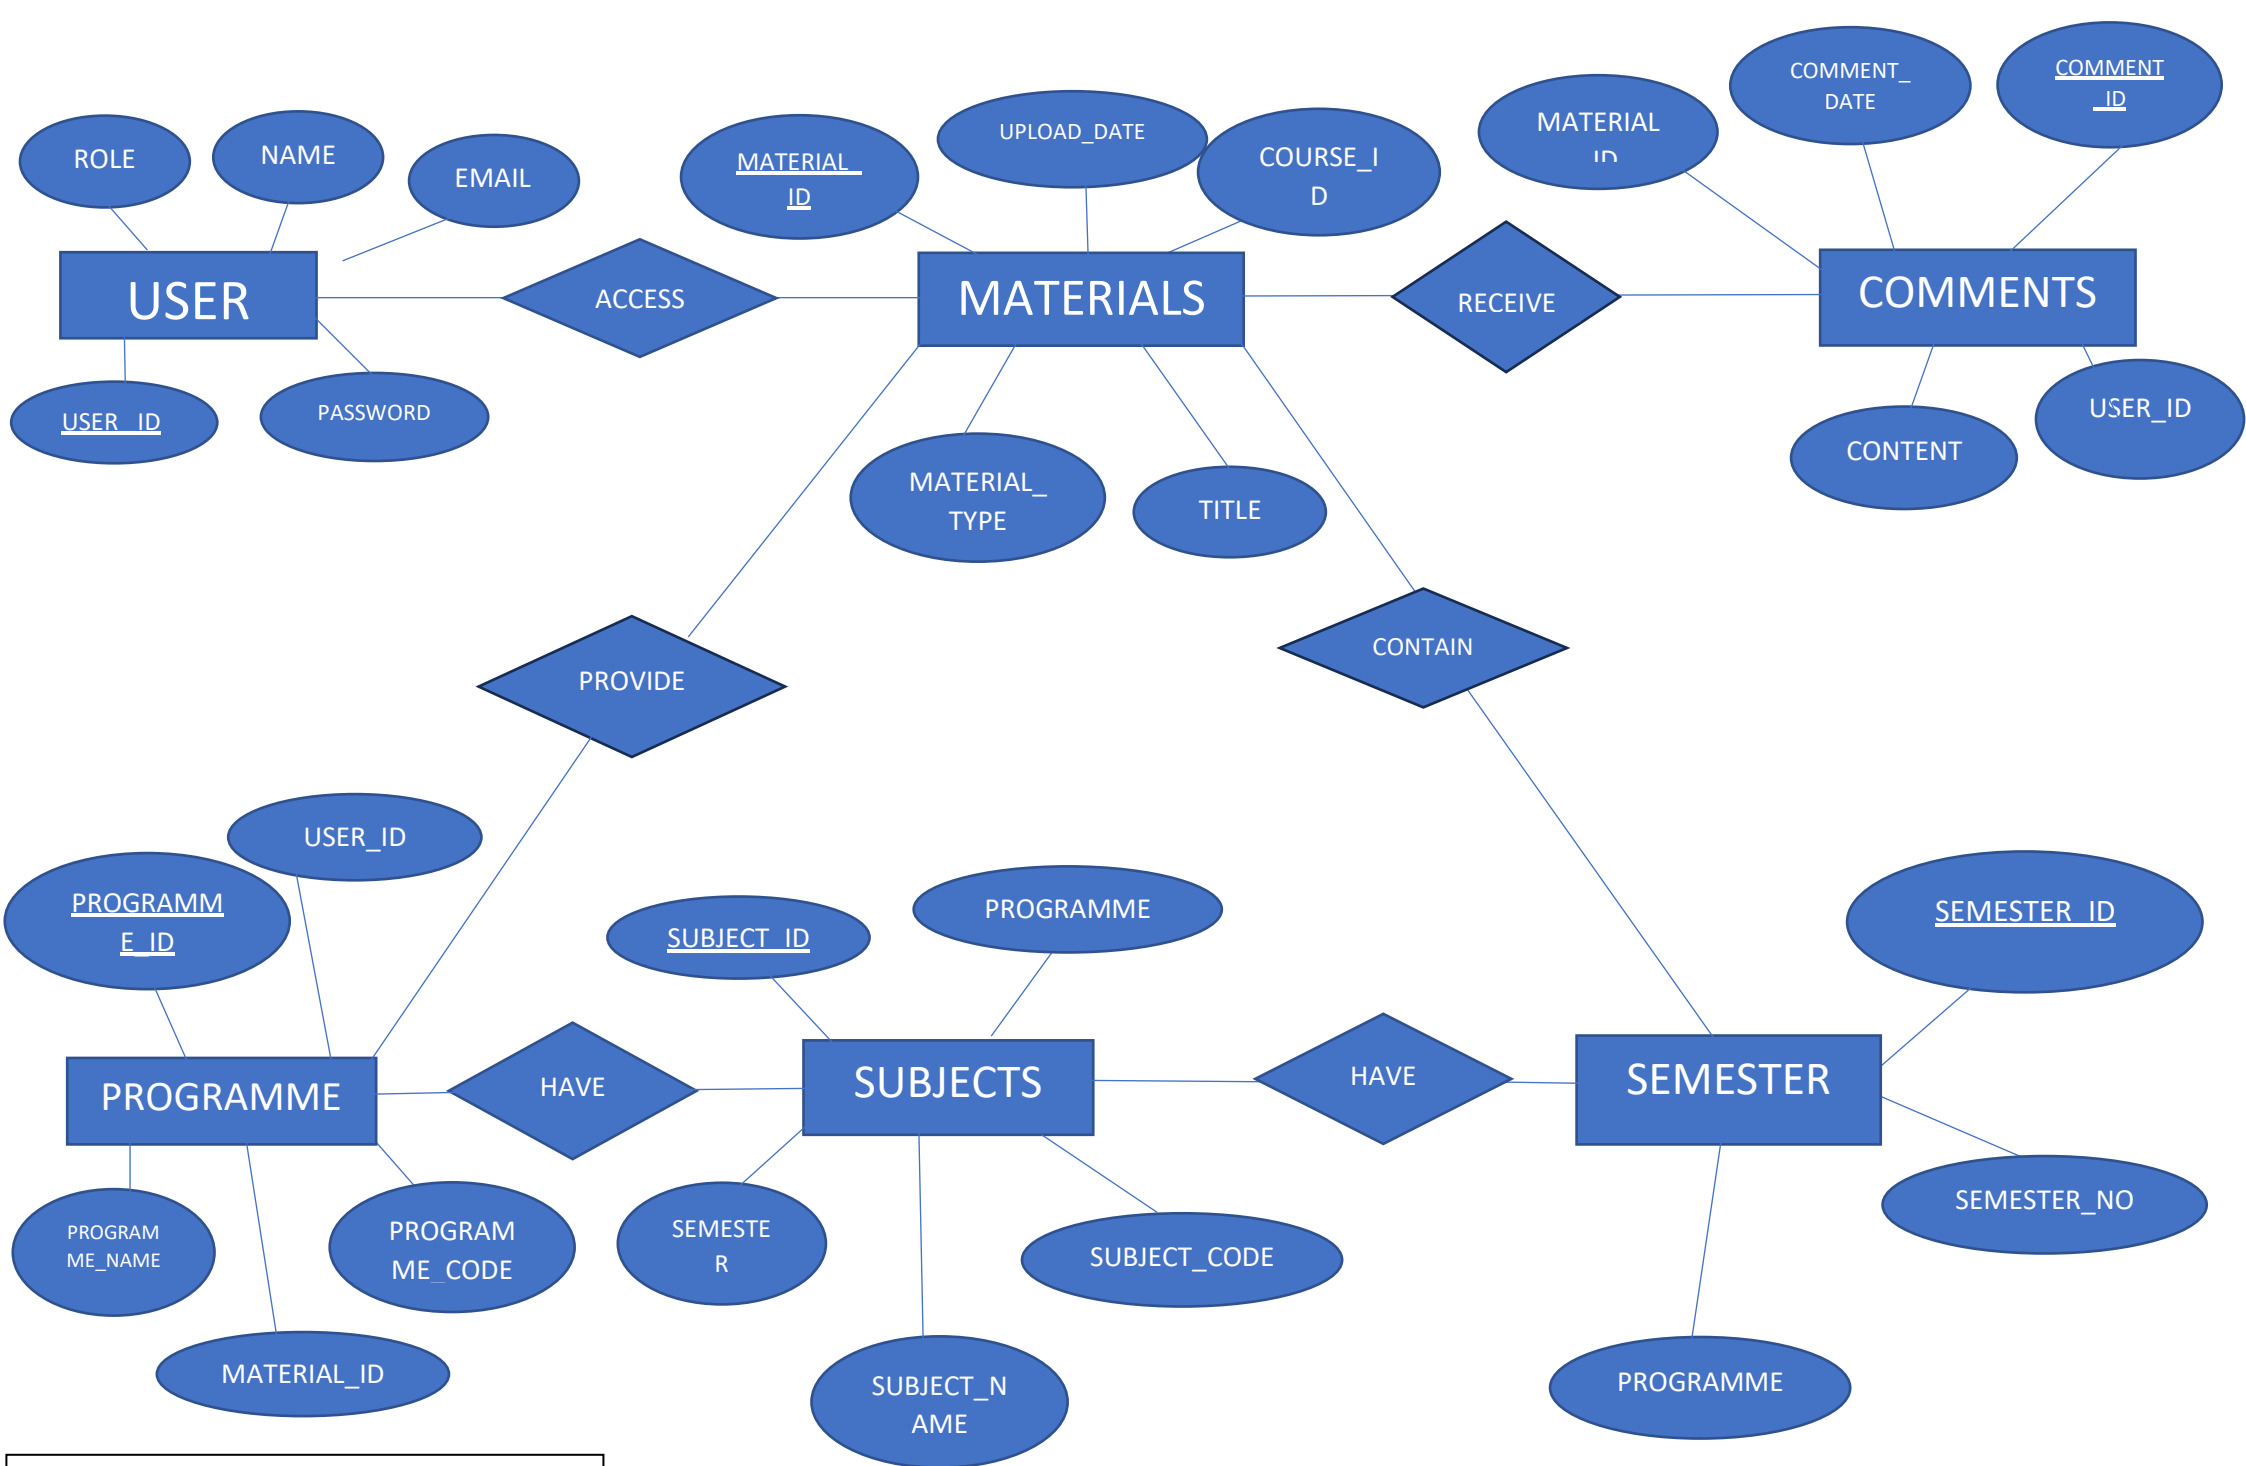 ROLE
NAME
EMAIL
MATERIAL_
ID
UPLOAD_DATE
COURSE_I
D
MATERIAL
ID
COMMENT_
DATE
COMMENT
_ID
USER
ACCESS
MATERIALS
RECEIVE
COMMENTS
USER_ID
PASSWORD
MATERIAL_
TYPE
TITLE
CONTENT
USER_ID
PROVIDE
CONTAIN
USER_ID
PROGRAMM
E_ID
SUBJECT_ID
PROGRAMME
SEMESTER_ID
PROGRAMME
HAVE
SUBJECTS
HAVE
SEMESTER
PROGRAM
ME_NAME
PROGRAM
ME_CODE
SEMESTE
R
SUBJECT_CODE
SEMESTER_NO
MATERIAL_ID
SUBJECT_N
AME
PROGRAMME